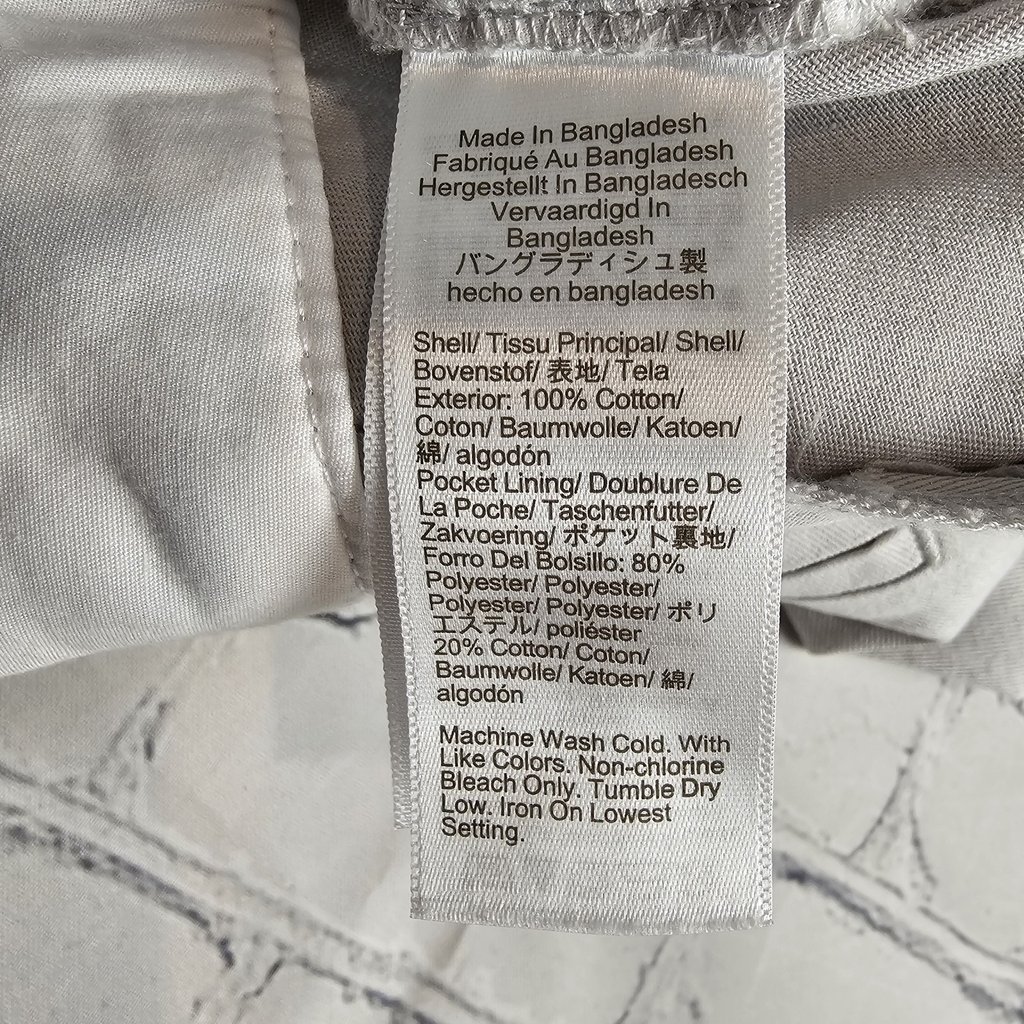 Made In Bangladesh
Fabriqué Au Bangladesh
Hergestellt In Bangladesch
Vervaardigd In
Bangladesh
バングラディシュ製
hecho en bangladesh
Shell/ Tissu Principal/ Shell/
Bovenstof/ 表地/ Tela
Exterior: 100% Cotton/
Coton/ Baumwolle/ Katoen/
綿/ algodón
Pocket Lining/ Doublure De
La Poche/ Taschenfutter/
Zakvoering/ ポケット裏地/
Forro Del Bolsillo: 80%
Polyester/ Polyester/
Polyester/ Polyester/ ポリ
エステル/ poliéster
20% Cotton/ Coton/
Baumwolle/ Katoen/ 綿/
algodón
Machine Wash Cold. With
Like Colors. Non-chlorine
Bleach Only. Tumble Dry
Low. Iron On Lowest
Setting.